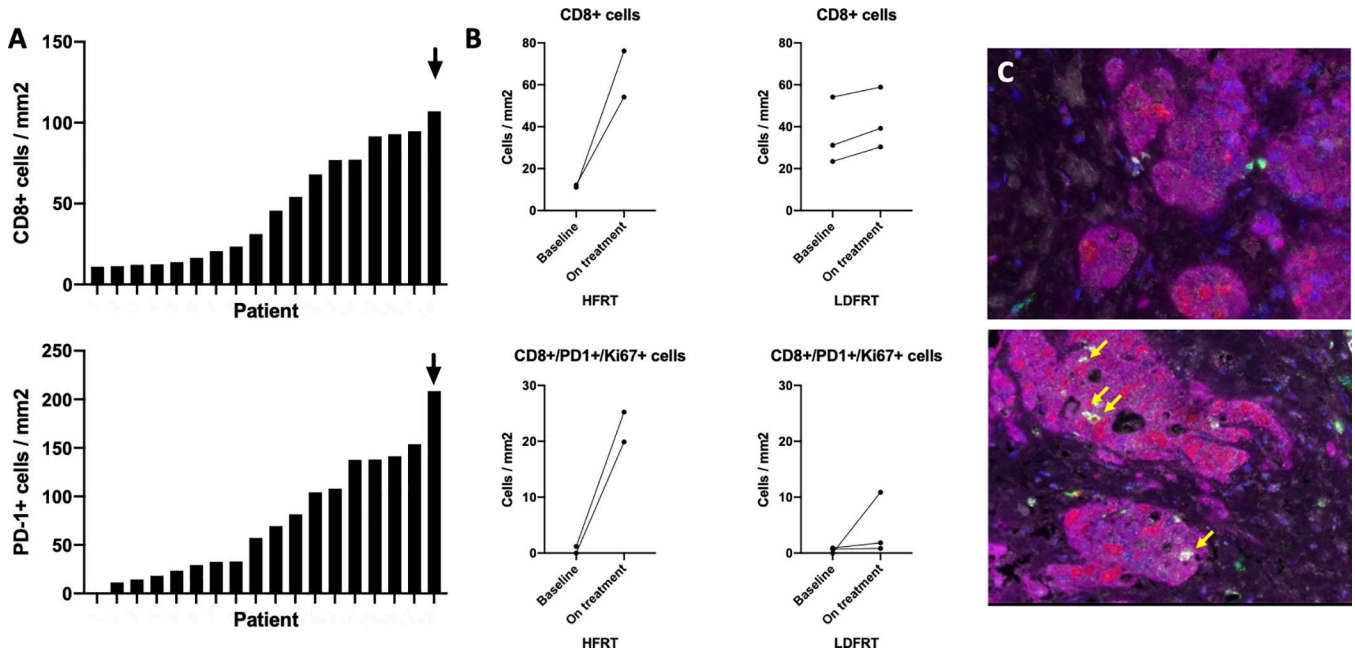 A
CD8+ cells / mm2
150
100
50
0
Patient
PD-1+ cells / mm2
250
200
150
100
50
0
Patient
B
CD8+ cells
Cells / mm2
80
60
40
20
0
Baseline
On treatment
HFRT
CD8+ cells
Cells / mm2
80
60
40
20
0
Baseline
On treatment
LDFRT
CD8+/PD1+/Ki67+ cells
Cells / mm2
30
20
10
0
Baseline
On treatment
HFRT
CD8+/PD1+/Ki67+ cells
Cells / mm2
30
20
10
0
Baseline
On treatment
LDFRT
C